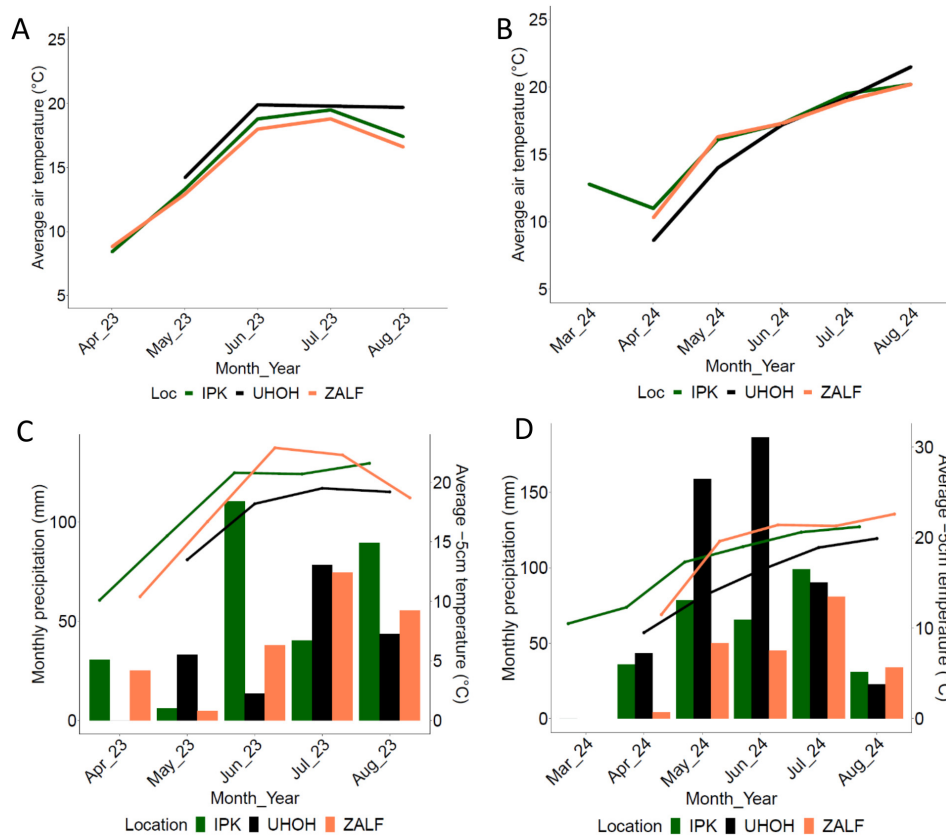 A
25
20
15
10
5
Average air temperature (°C)
Apr_23
May_23
Jun_23
Jul_23
Aug_23
Month_Year
Loc IPK UHOH ZALF
B
25
20
15
10
5
Average air temperature (°C)
Mar_24
Apr_24
May_24
Jun_24
Jul_24
Aug_24
Month_Year
Loc IPK UHOH ZALF
C
100
50
0
Monthly precipitation (mm)
20
15
10
5
0
Average −5cm temperature (°C)
Apr_23
May_23
Jun_23
Jul_23
Aug_23
Month_Year
Location IPK UHOH ZALF
D
150
100
50
0
Monthly precipitation (mm)
30
20
10
0
Average −5cm temperature (°C)
Mar_24
Apr_24
May_24
Jun_24
Jul_24
Aug_24
Month_Year
Location IPK UHOH ZALF